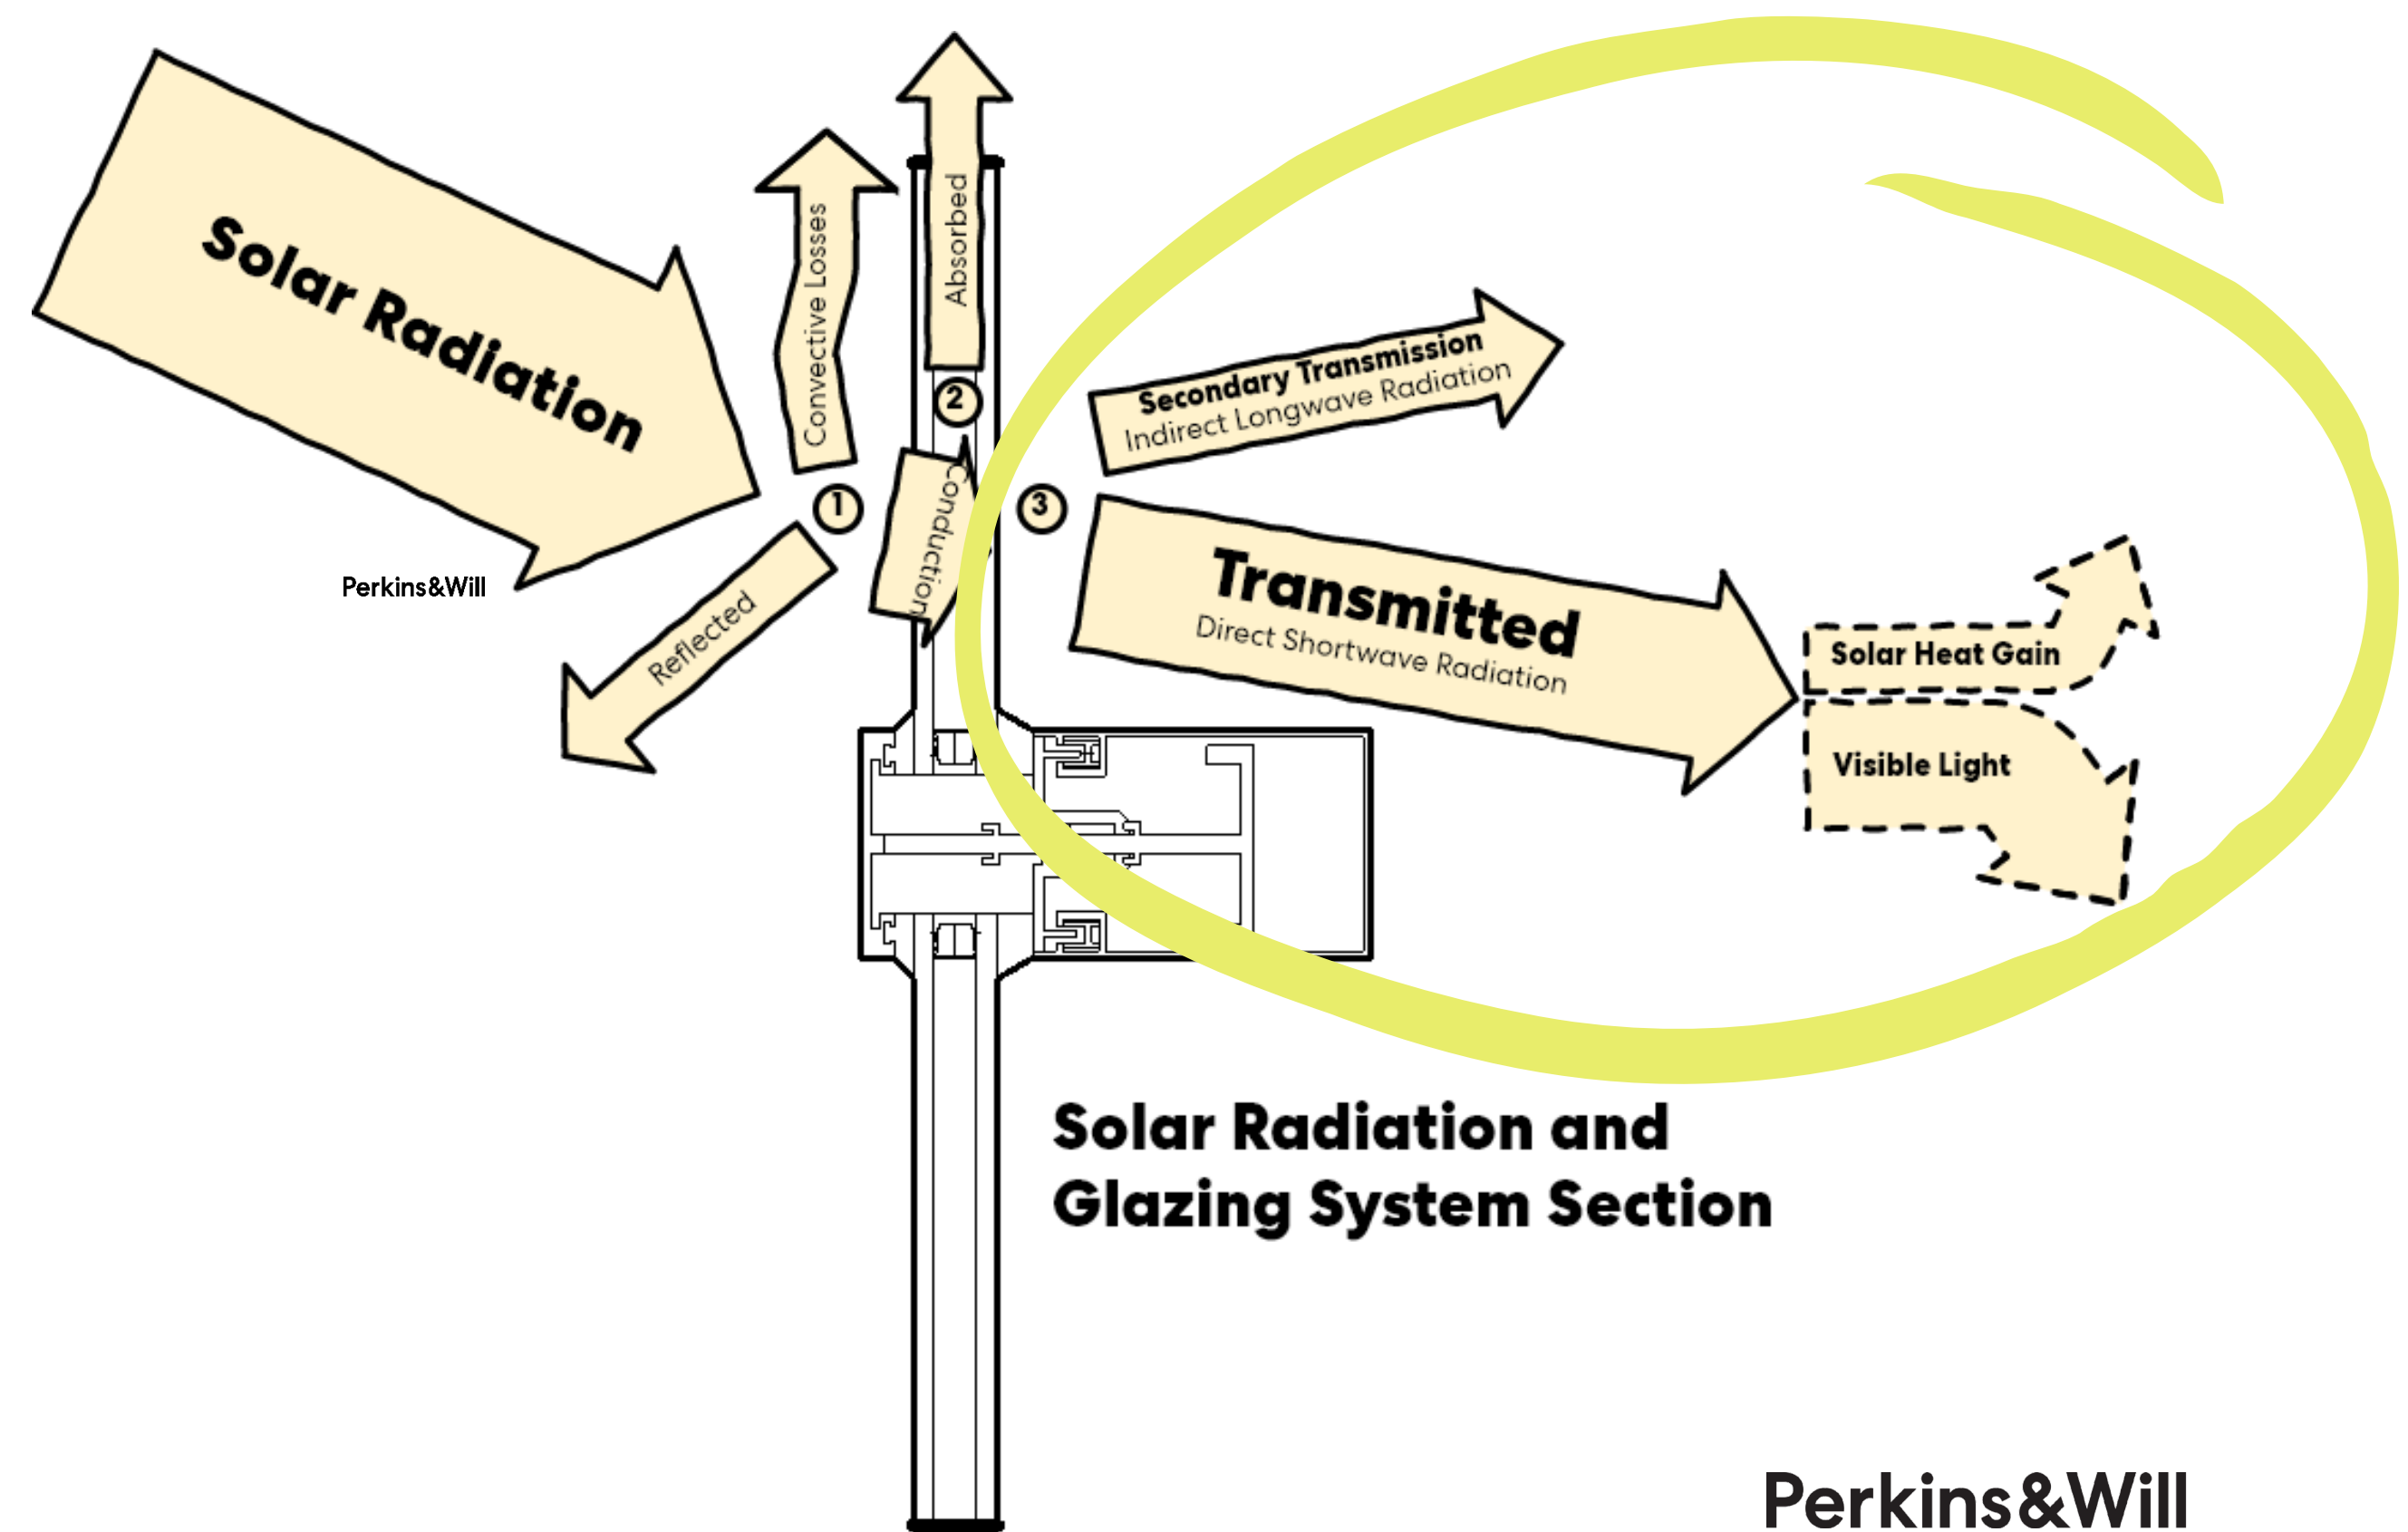 Solar Radiation
Convective Losses
Absorbed
2
1
3
Conduction
Reflected
Perkins&Will
Secondary Transmission
Indirect Longwave Radiation
Transmitted
Direct Shortwave Radiation
Solar Heat Gain
Visible Light
Solar Radiation and
Glazing System Section
Perkins&Will